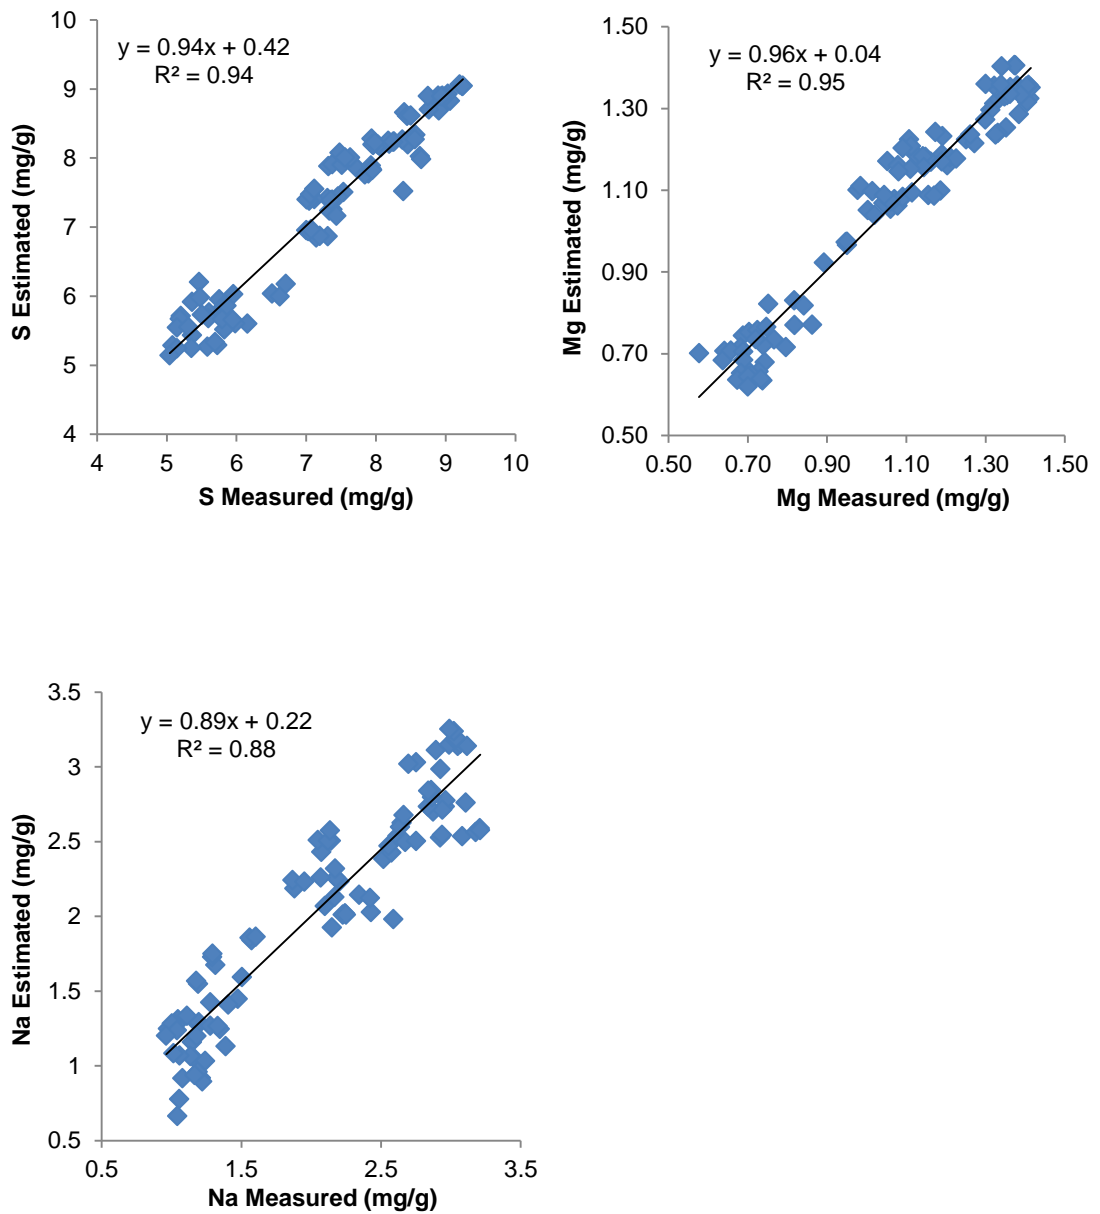 y = 0.94x + 0.42
R² = 0.94
S Estimated (mg/g)
10
9
8
7
6
5
4
4 5 6 7 8 9 10
S Measured (mg/g)
y = 0.96x + 0.04
R² = 0.95
Mg Estimated (mg/g)
1.50
1.30
1.10
0.90
0.70
0.50
0.50 0.70 0.90 1.10 1.30 1.50
Mg Measured (mg/g)
y = 0.89x + 0.22
R² = 0.88
Na Estimated (mg/g)
3.5
3
2.5
2
1.5
1
0.5
0.5 1.5 2.5 3.5
Na Measured (mg/g)